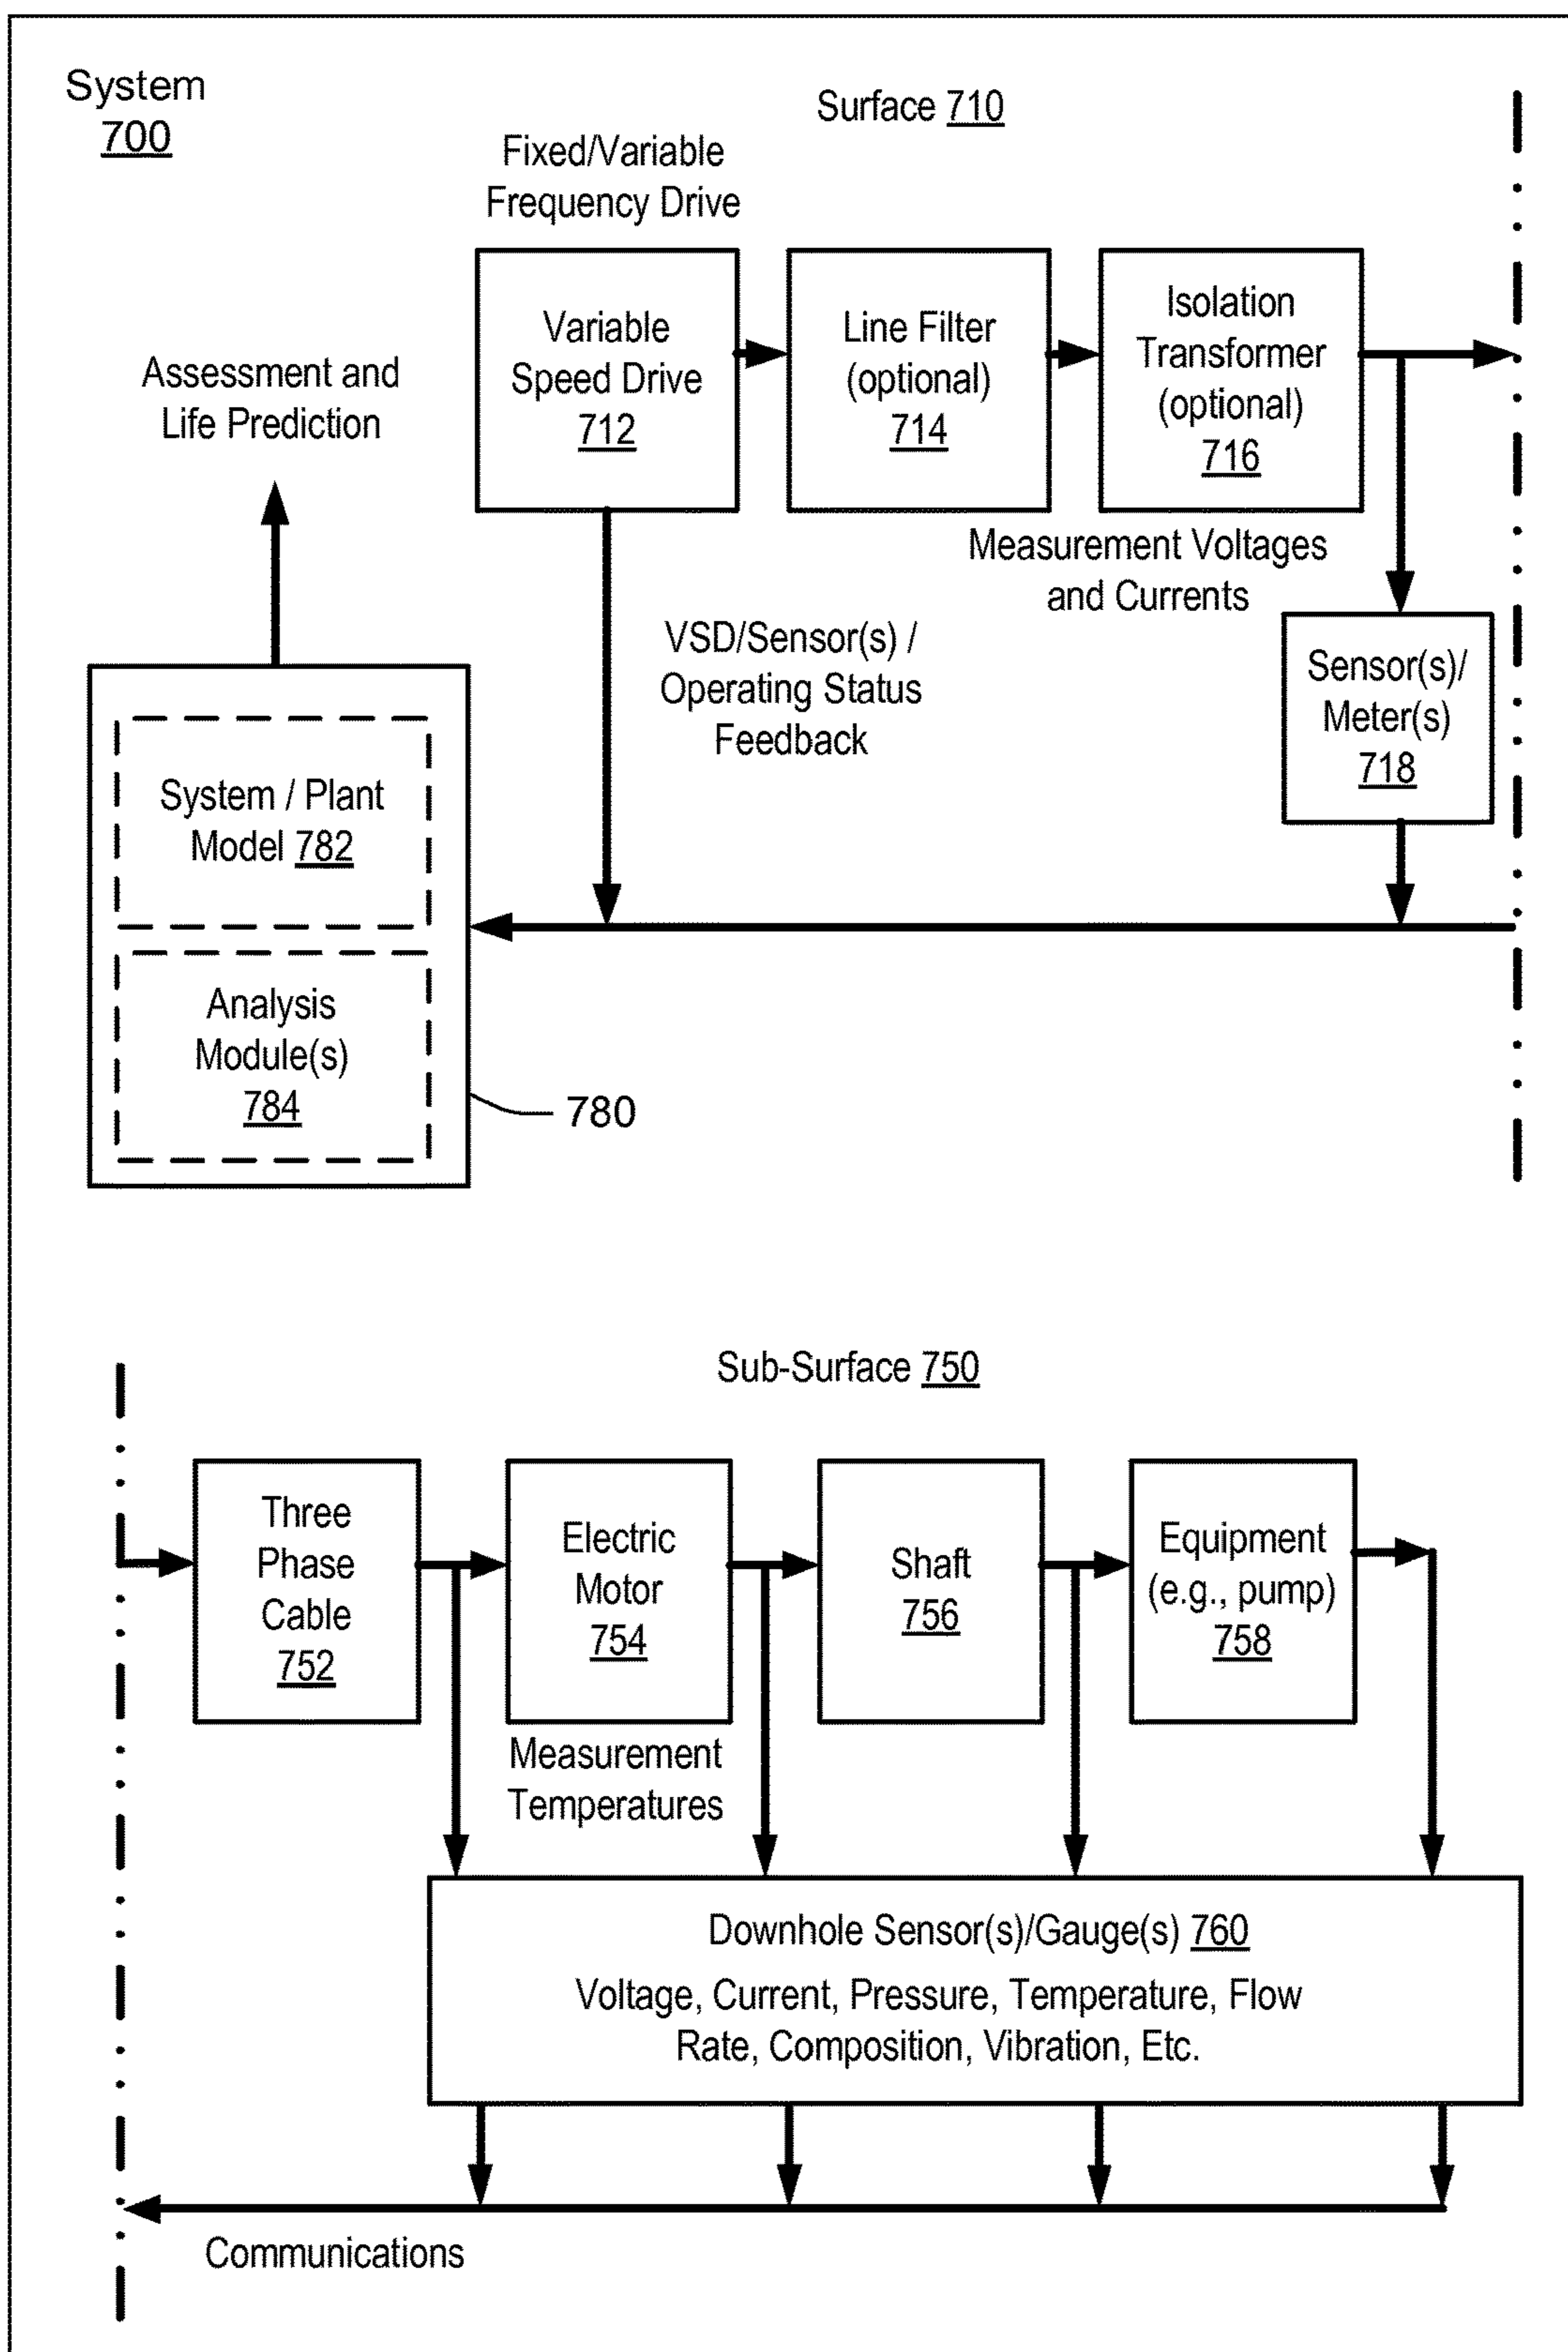 System
700
Surface 710
Fixed/Variable
Frequency Drive
Variable
Speed Drive
712
Line Filter
(optional)
714
Isolation
Transformer
(optional)
716
Assessment and
Life Prediction
Measurement Voltages
and Currents
VSD/Sensor(s) /
Operating Status
Feedback
Sensor(s)/
Meter(s)
718
System / Plant
Model 782
Analysis
Module(s)
784
780
Sub-Surface 750
Three
Phase
Cable
752
Electric
Motor
754
Shaft
756
Equipment
(e.g., pump)
758
Measurement
Temperatures
Downhole Sensor(s)/Gauge(s) 760
Voltage, Current, Pressure, Temperature, Flow
Rate, Composition, Vibration, Etc.
Communications